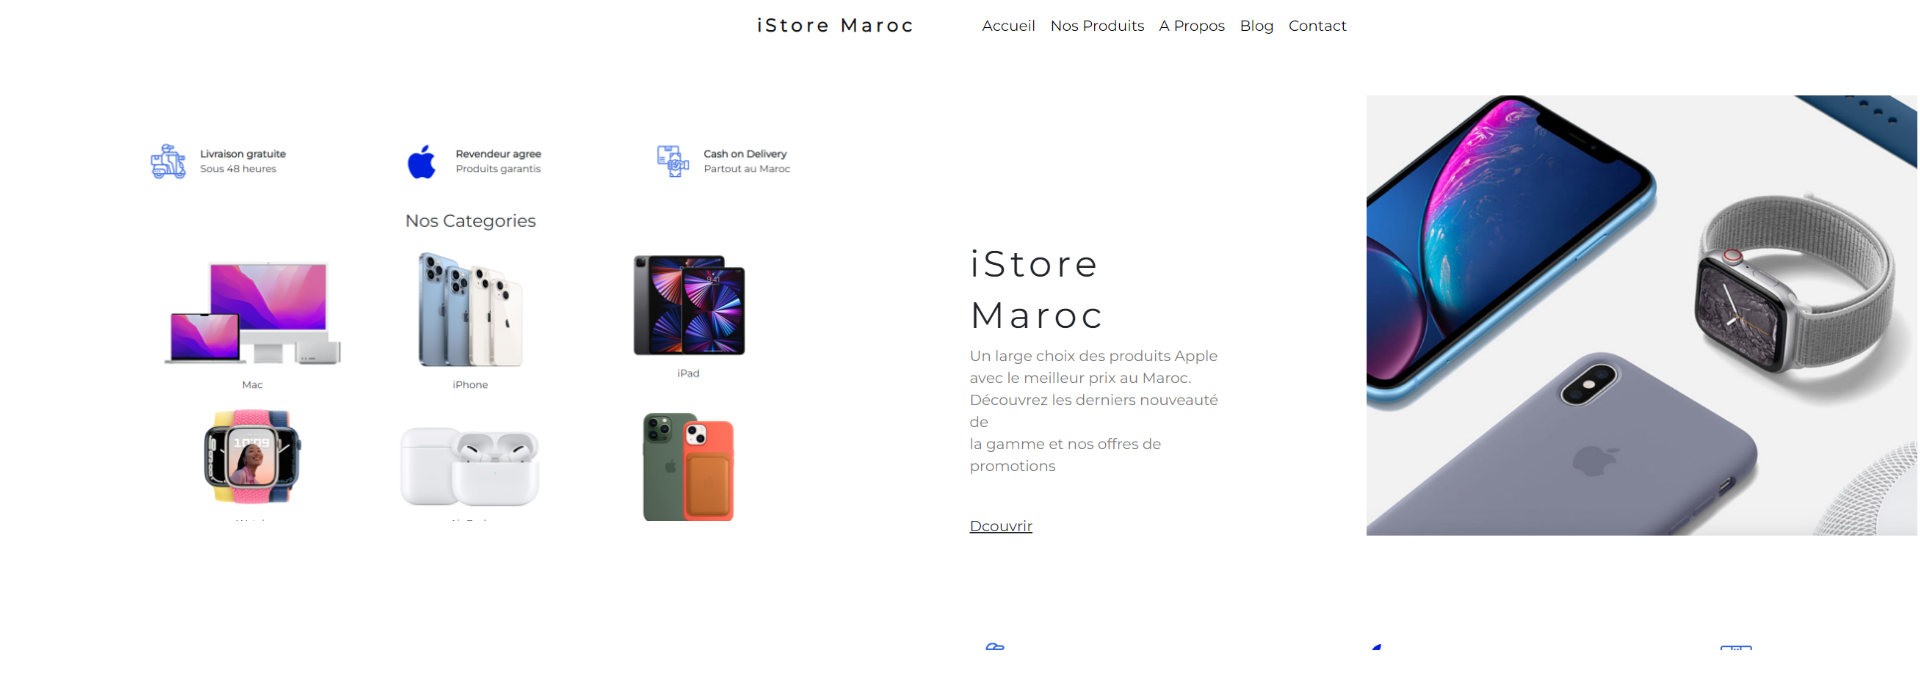 iStore Maroc
Accueil Nos Produits A Propos Blog Contact
Livraison gratuite
Sous 48 heures
Revendeur agree
Produits garantis
Cash on Delivery
Partout au Maroc
Nos Categories
Mac
iPhone
iPad
10:09
iStore
Maroc
Un large choix des produits Apple
avec le meilleur prix au Maroc.
Découvrez les derniers nouveauté
de
la gamme et nos offres de
promotions
Dcouvrir